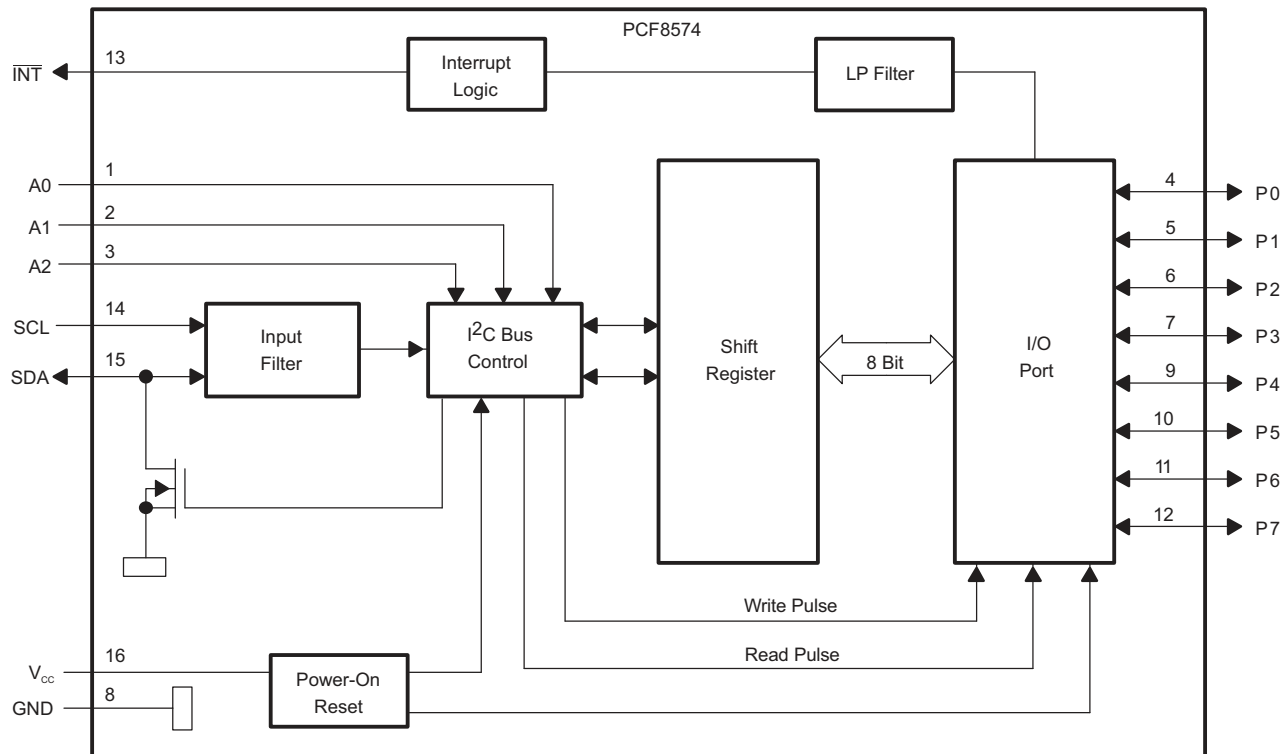 PCF8574
INT
13
Interrupt
Logic
LP Filter
A0
1
A1
2
A2
3
SCL
14
SDA
15
Input
Filter
I2C Bus
Control
Shift
Register
8 Bit
I/O
Port
4
P0
5
P1
6
P2
7
P3
9
P4
10
P5
11
P6
12
P7
Write Pulse
Read Pulse
Vcc
16
GND
8
Power-On
Reset